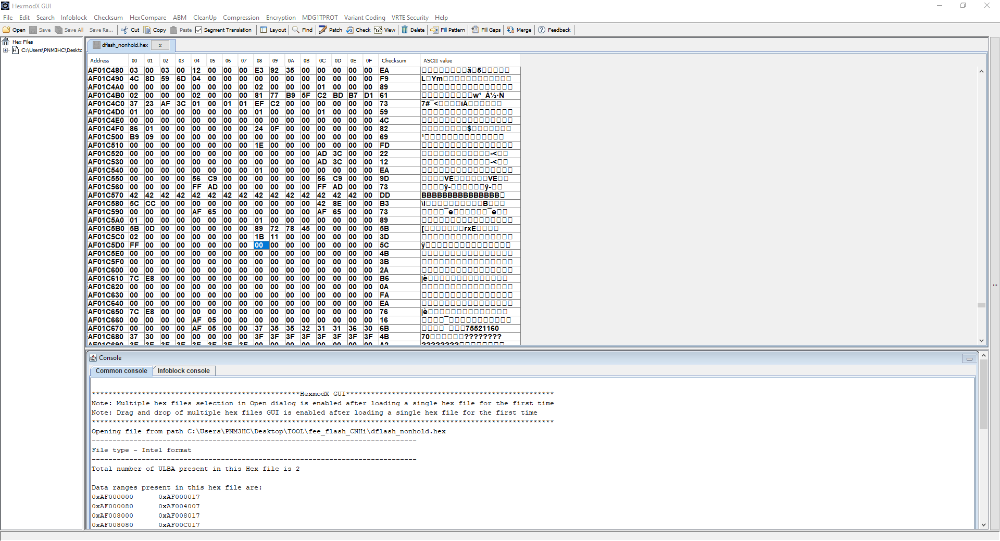 HexmodX GUI
File Edit Search Infoblock Checksum HexCompare ABM CleanUp Compression Encryption MDG1TPROT Variant Coding VRTE Security Help
Open Save Save All Save Ra... Cut Copy Paste Segment Translation Layout Find Patch Check View Delete Fill Pattern Fill Gaps Merge Feedback
Hex Files
C:\Users\PNM3HC\Deskto
dflash_nonhold.hex x
Address 00 01 02 03 04 05 06 07 08 09 0A 0B 0C 0D 0E 0F Checksum ASCII value
AF01C480 03 00 03 00 12 00 00 00 E3 92 35 00 00 00 00 00 EA □□□□□□□□ã□5□□□□□
AF01C490 4C 8D 59 6D 04 00 00 00 00 00 00 00 00 00 00 00 F9 L□Ym□□□□□□□□□□□□
AF01C4A0 00 00 00 00 00 00 00 00 02 00 00 00 01 00 00 00 89 □□□□□□□□□□□□□□□□
AF01C4B0 02 00 00 00 02 00 00 00 81 77 B9 5F C2 BD B7 D1 61 □□□□□□□□□w¹_Â½·Ñ
AF01C4C0 37 23 AF 3C 01 00 01 01 EF C2 00 00 00 00 00 00 73 7#¯<□□□□ïÂ□□□□□□
AF01C4D0 01 00 00 00 00 00 00 00 01 00 00 00 01 00 00 00 59 □□□□□□□□□□□□□□□□
AF01C4E0 00 00 00 00 00 00 00 00 00 00 00 00 00 00 00 00 4C □□□□□□□□□□□□□□□□
AF01C4F0 86 01 00 00 00 00 00 00 24 0F 00 00 00 00 00 00 82 □□□□□□□□$□□□□□□□
AF01C500 B9 09 00 00 00 00 00 00 00 00 00 00 00 00 00 00 69 ¹□□□□□□□□□□□□□□□
AF01C510 00 00 00 00 00 00 00 00 1E 00 00 00 00 00 00 00 FD □□□□□□□□□□□□□□□□
AF01C520 00 00 00 00 00 00 00 00 00 00 00 00 AD 3C 00 00 22 □□□□□□□□□□□□-<□□
AF01C530 00 00 00 00 00 00 00 00 00 00 00 00 AD 3C 00 00 12 □□□□□□□□□□□□-<□□
AF01C540 00 00 00 00 00 00 00 00 01 00 00 00 00 00 00 00 EA □□□□□□□□□□□□□□□□
AF01C550 00 00 00 00 56 C9 00 00 00 00 00 00 56 C9 00 00 9D □□□□VÉ□□□□□□VÉ□□
AF01C560 00 00 00 00 FF AD 00 00 00 00 00 00 FF AD 00 00 73 □□□□ÿ-□□□□□□ÿ-□□
AF01C570 42 42 42 42 42 42 42 42 42 42 42 42 42 42 42 00 DD BBBBBBBBBBBBBBB□
AF01C580 5C CC 00 00 00 00 00 00 00 00 00 00 42 8E 00 00 B3 \Ì□□□□□□□□□□B□□□
AF01C590 00 00 00 00 AF 65 00 00 00 00 00 00 AF 65 00 00 73 □□□□¯e□□□□□□¯e□□
AF01C5A0 01 00 00 00 00 00 00 00 01 00 00 00 00 00 00 00 89 □□□□□□□□□□□□□□□□
AF01C5B0 5B 0D 00 00 00 00 00 00 89 72 78 45 00 00 00 00 5B [□□□□□□□□rxE□□□□
AF01C5C0 02 00 00 00 00 00 00 00 1B 11 00 00 00 00 00 00 3D □□□□□□□□□□□□□□□□
AF01C5D0 FF 00 00 00 00 00 00 00 00 00 00 00 00 00 00 00 5C ÿ□□□□□□□□□□□□□□□
AF01C5E0 00 00 00 00 00 00 00 00 00 00 00 00 00 00 00 00 4B □□□□□□□□□□□□□□□□
AF01C5F0 00 00 00 00 00 00 00 00 00 00 00 00 00 00 00 00 3B □□□□□□□□□□□□□□□□
AF01C600 00 00 00 00 00 00 00 00 00 00 00 00 00 00 00 00 2A □□□□□□□□□□□□□□□□
AF01C610 7C E8 00 00 00 00 00 00 00 00 00 00 00 00 00 00 B6 |è□□□□□□□□□□□□□□
AF01C620 00 00 00 00 00 00 00 00 00 00 00 00 00 00 00 00 0A □□□□□□□□□□□□□□□□
AF01C630 00 00 00 00 00 00 00 00 00 00 00 00 00 00 00 00 FA □□□□□□□□□□□□□□□□
AF01C640 00 00 00 00 00 00 00 00 00 00 00 00 00 00 00 00 EA □□□□□□□□□□□□□□□□
AF01C650 7C E8 00 00 00 00 00 00 00 00 00 00 00 00 00 00 76 |è□□□□□□□□□□□□□□
AF01C660 00 00 00 00 AF 05 00 00 00 00 00 00 00 00 00 00 16 □□□□¯□□□□□□□□□□□
AF01C670 00 00 00 00 AF 05 00 00 37 35 35 32 31 31 36 30 6B □□□□¯□□□75521160
AF01C680 37 30 00 00 00 00 00 00 3F 3F 3F 3F 3F 3F 3F 3F 4B 70□□□□□□????????
AF01C690 3F 3F 3F 3F 3F 3F 3F 3F 00 00 00 00 00 00 00 00 A2 ????????□□□□□□□□
Console
Common console Infoblock console
**************************************************HexmodX GUI**************************************************
Note: Multiple hex files selection in Open dialog is enabled after loading a single hex file for the first time
Note: Drag and drop of multiple hex files GUI is enabled after loading a single hex file for the first time
***************************************************************************************************************
Opening file from path C:\Users\PNM3HC\Desktop\TOOL\fee_flash_CNHi\dflash_nonhold.hex
------------------------------------------------------------------------------
File type - Intel format
------------------------------------------------------------------------------
Total number of ULBA present in this Hex file is 2
Data ranges present in this hex file are:
0xAF000000 0xAF000017
0xAF000080 0xAF004007
0xAF008000 0xAF008017
0xAF008080 0xAF00C017